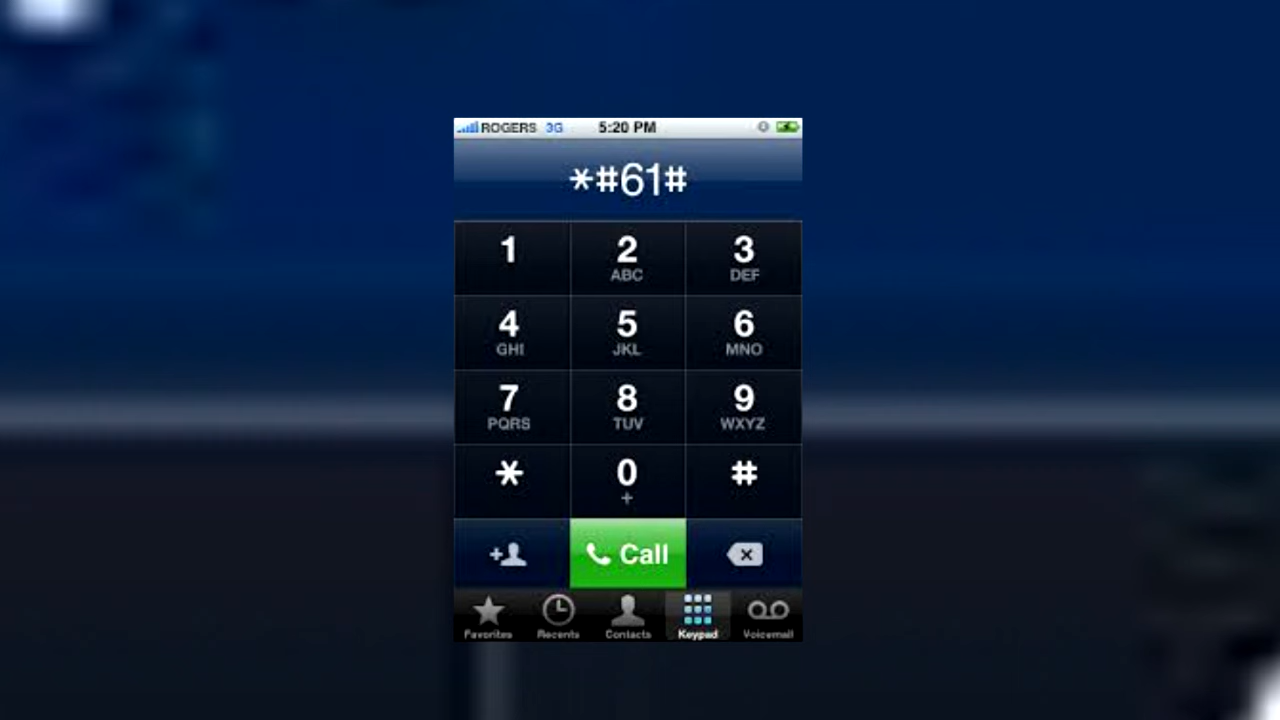 ROGERS 3G 5:20 PM
*#61#
1 2 3
ABC DEF
4 5 6
GHI JKL MNO
7 8 9
PQRS TUV WXYZ
* 0 #
+
+ Call
Favorites Recents Contacts Keypad Voicemail